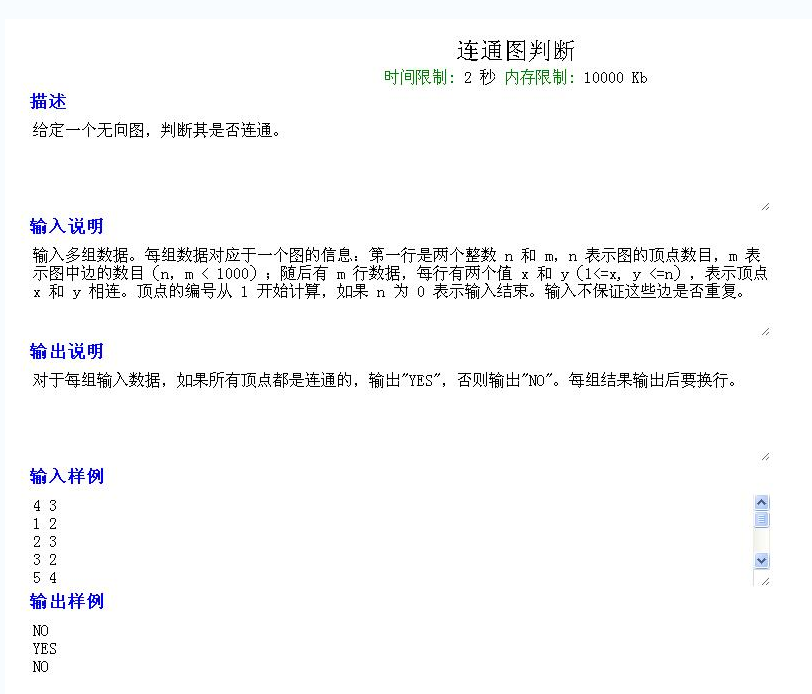 连通图判断
时间限制: 2 秒 内存限制: 10000 Kb
描述
给定一个无向图，判断其是否连通。
输入说明
输入多组数据。每组数据对应于一个图的信息：第一行是两个整数 n 和 m，n 表示图的顶点数目，m 表
示图中边的数目（n, m < 1000）；随后有 m 行数据，每行有两个值 x 和 y（1<=x, y <=n），表示顶点
x 和 y 相连。顶点的编号从 1 开始计算，如果 n 为 0 表示输入结束。输入不保证这些边是否重复。
输出说明
对于每组输入数据，如果所有顶点都是连通的，输出"YES"，否则输出"NO"。每组结果输出后要换行。
输入样例
4 3
1 2
2 3
3 2
5 4
输出样例
NO
YES
NO